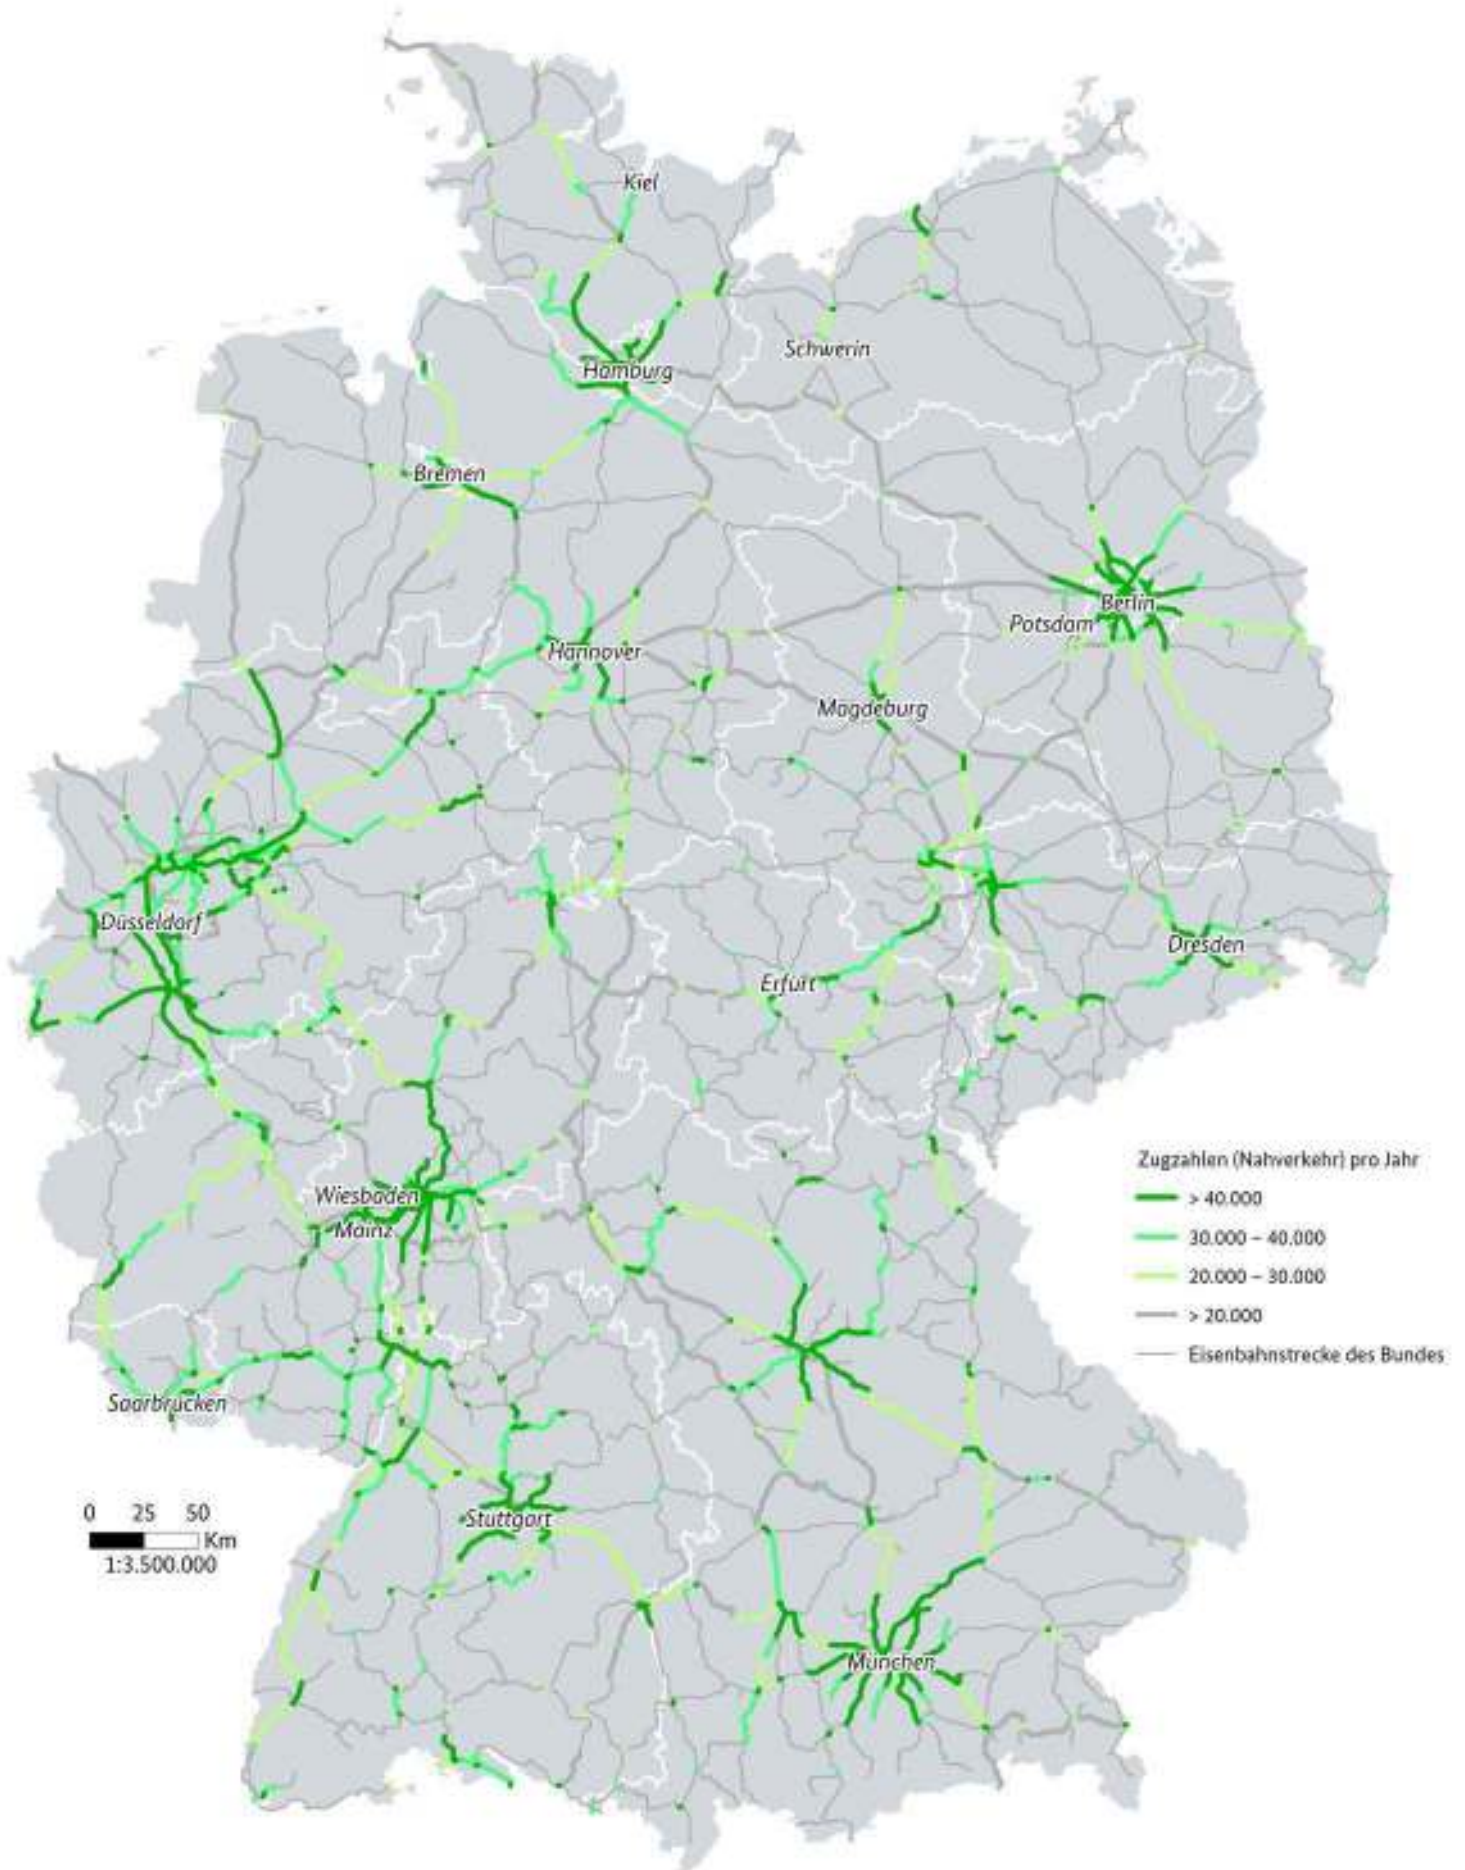 Kiel
Schwerin
Hamburg
Bremen
Berlin
Potsdam
Hannover
Magdeburg
Düsseldorf
Dresden
Erfurt
Zugzahlen (Nahverkehr) pro Jahr
> 40.000
30.000 – 40.000
20.000 – 30.000
> 20.000
Eisenbahnstrecke des Bundes
Wiesbaden
Mainz
Saarbrücken
0 25 50
Km
1:3.500.000
Stuttgart
München